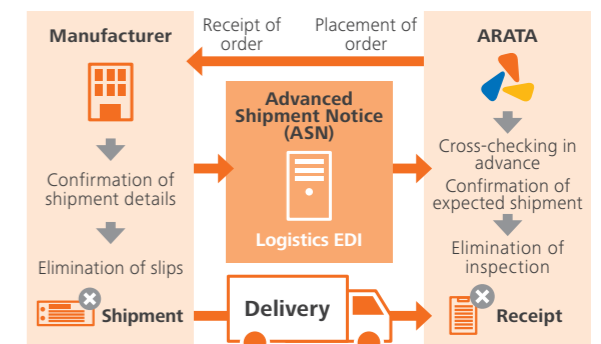 Manufacturer
Receipt of
order
Placement of
order
ARATA
Advanced
Shipment Notice
(ASN)
Logistics EDI
Confirmation of
shipment details
Elimination of slips
Shipment
Delivery
Cross-checking in
advance
Confirmation of
expected shipment
Elimination of
inspection
Receipt